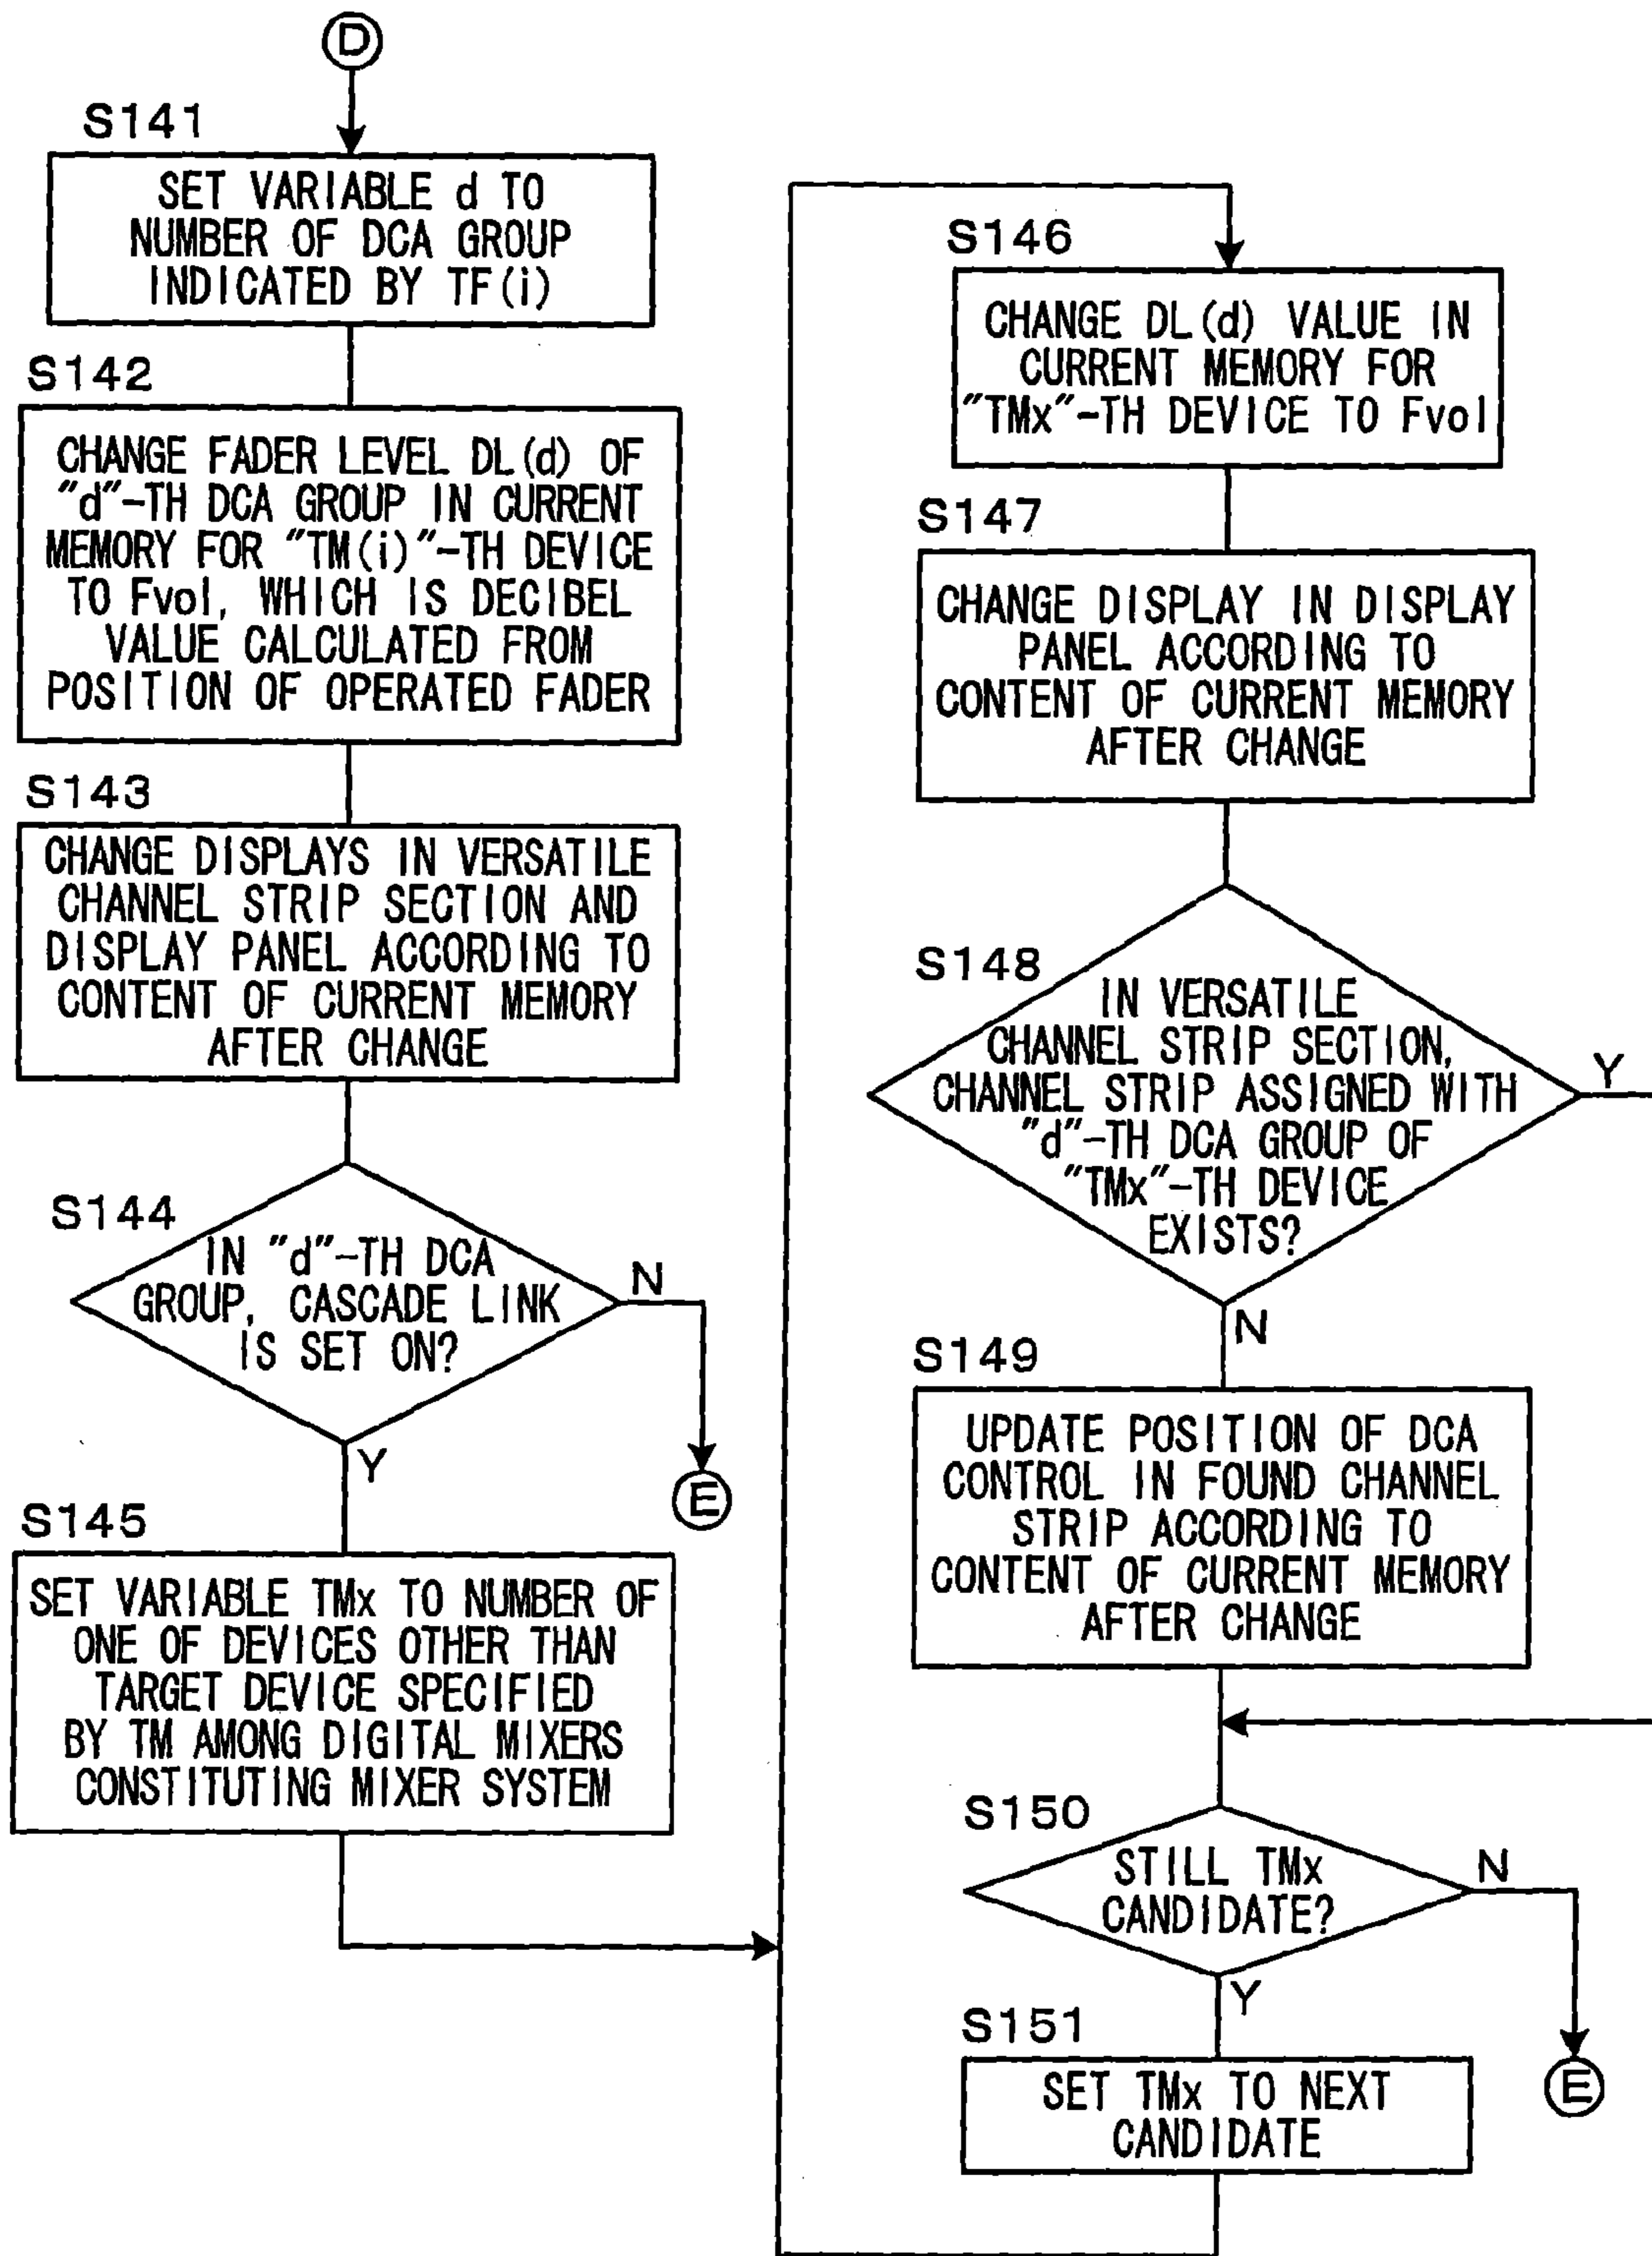 D
S141
SET VARIABLE d TO
NUMBER OF DCA GROUP
INDICATED BY TF(i)
S142
CHANGE FADER LEVEL DL(d) OF
"d"-TH DCA GROUP IN CURRENT
MEMORY FOR "TM(i)"-TH DEVICE
TO Fvol, WHICH IS DECIBEL
VALUE CALCULATED FROM
POSITION OF OPERATED FADER
S143
CHANGE DISPLAYS IN VERSATILE
CHANNEL STRIP SECTION AND
DISPLAY PANEL ACCORDING TO
CONTENT OF CURRENT MEMORY
AFTER CHANGE
S144
IN "d"-TH DCA
GROUP, CASCADE LINK
IS SET ON?
N
Y
E
S145
SET VARIABLE TMx TO NUMBER OF
ONE OF DEVICES OTHER THAN
TARGET DEVICE SPECIFIED
BY TM AMONG DIGITAL MIXERS
CONSTITUTING MIXER SYSTEM
S146
CHANGE DL(d) VALUE IN
CURRENT MEMORY FOR
"TMx"-TH DEVICE TO Fvol
S147
CHANGE DISPLAY IN DISPLAY
PANEL ACCORDING TO
CONTENT OF CURRENT MEMORY
AFTER CHANGE
S148
IN VERSATILE
CHANNEL STRIP SECTION,
CHANNEL STRIP ASSIGNED WITH
"d"-TH DCA GROUP OF
"TMx"-TH DEVICE
EXISTS?
Y
N
S149
UPDATE POSITION OF DCA
CONTROL IN FOUND CHANNEL
STRIP ACCORDING TO
CONTENT OF CURRENT MEMORY
AFTER CHANGE
S150
STILL TMx
CANDIDATE?
N
Y
S151
SET TMx TO NEXT
CANDIDATE
E